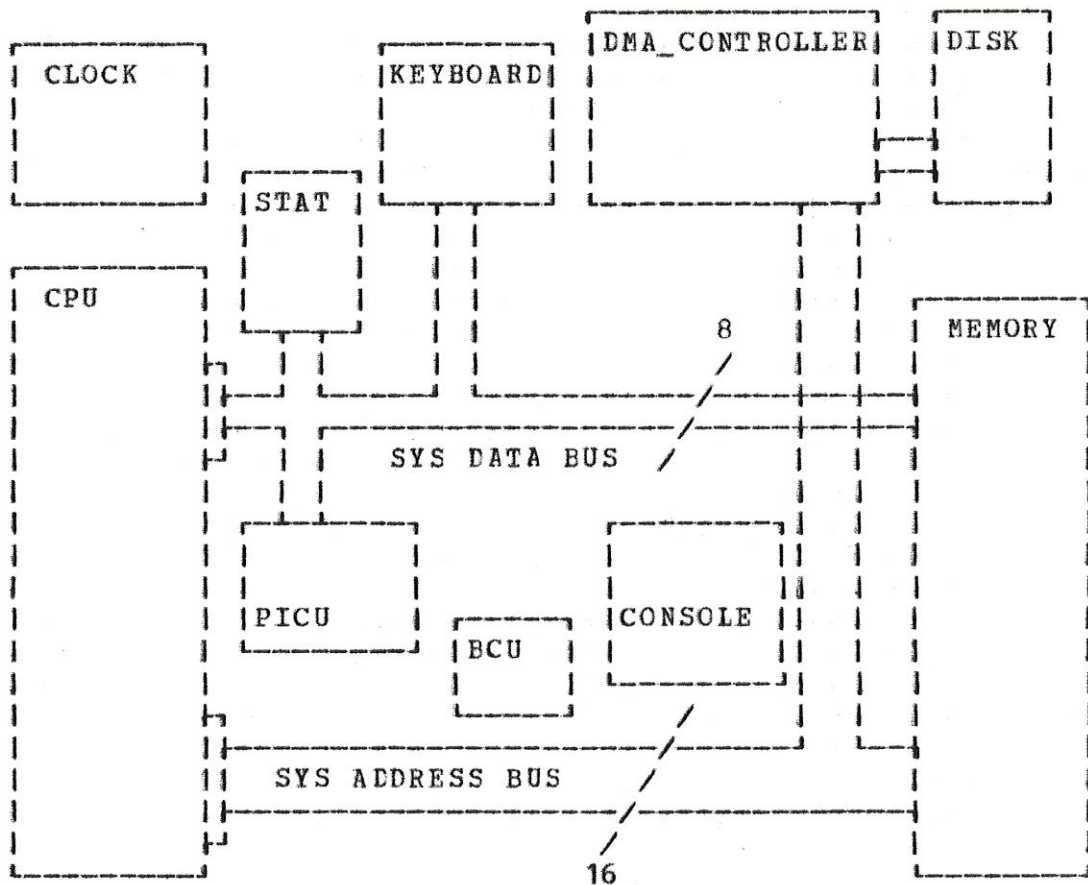 DMA_CONTROLLER
DISK
CLOCK
KEYBOARD
STAT
CPU
8
MEMORY
SYS DATA BUS
PICU
CONSOLE
BCU
SYS ADDRESS BUS
16